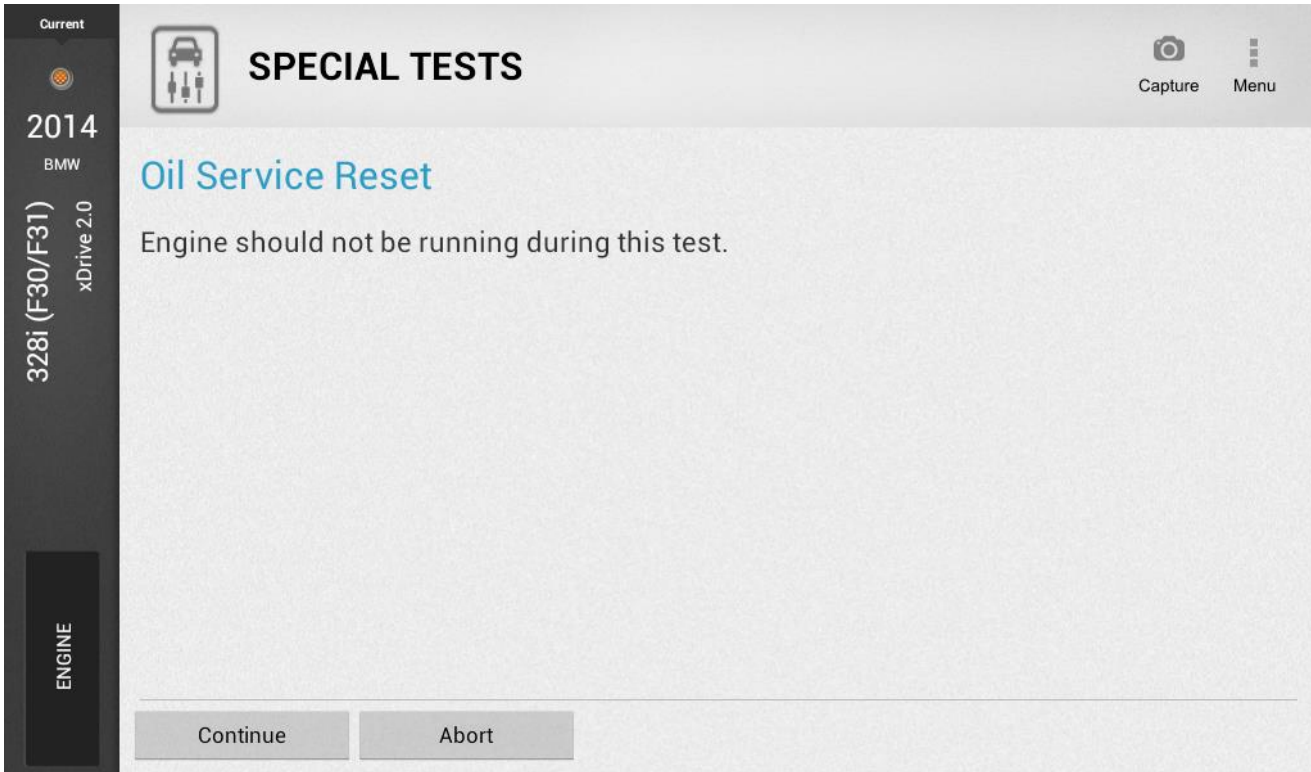 Current
2014
BMW
328i (F30/F31)
xDrive 2.0
ENGINE
SPECIAL TESTS
Capture
Menu
Oil Service Reset
Engine should not be running during this test.
Continue
Abort